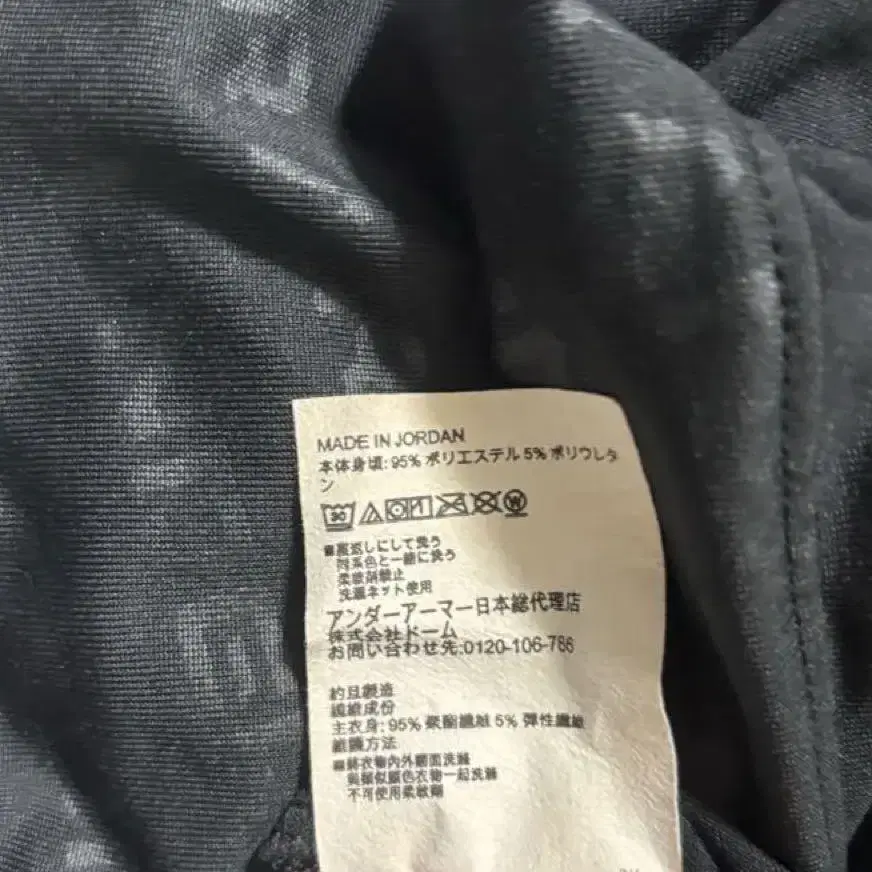 MADE IN JORDAN
本体身頃: 95% ポリエステル 5% ポリウレタ
ン
30
W
■裏返しにして洗う
同系色と一緒に洗う
柔軟剤禁止
洗濯ネット使用
アンダーアーマー日本総代理店
株式会社ドーム
お問い合わせ先:0120-106-786
約旦製造
纖維成份
主衣身: 95% 聚酯纖維 5% 彈性纖維
維護方法
■將衣物內外翻面洗滌
與類似顏色衣物一起洗滌
不可使用柔軟劑